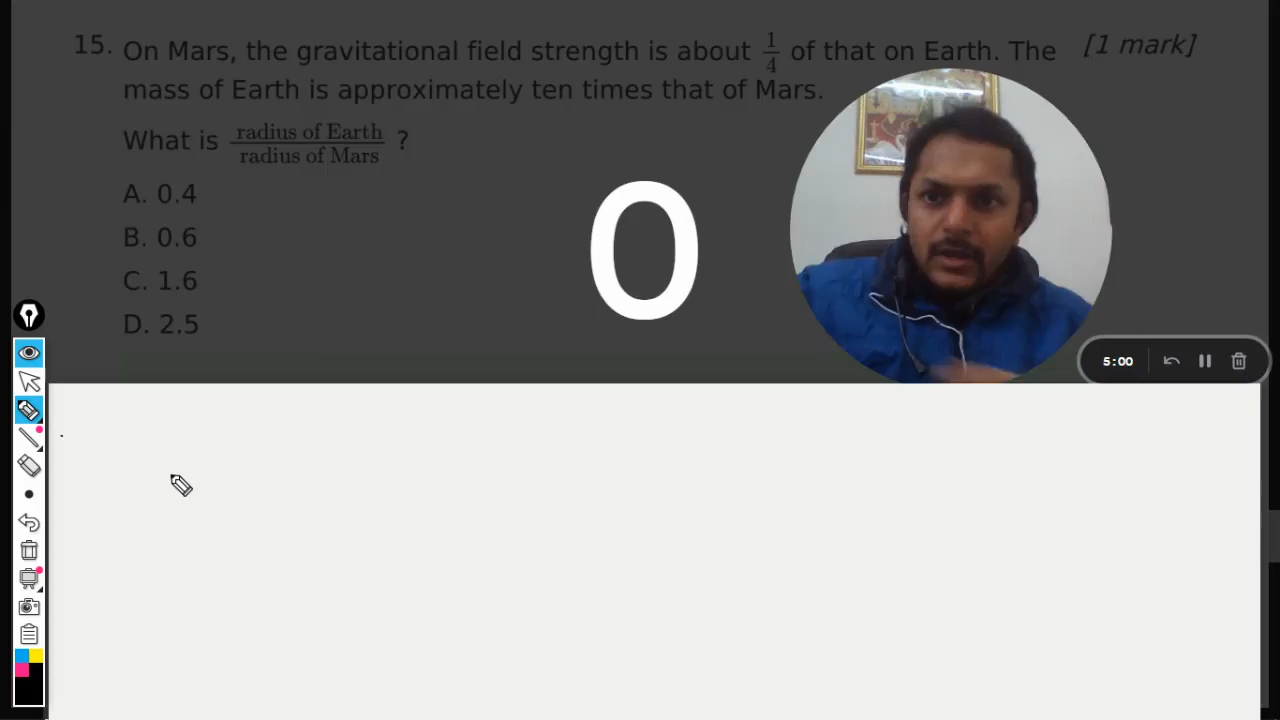 15. On Mars, the gravitational field strength is about 1/4 of that on Earth. The [1 mark]
mass of Earth is approximately ten times that of Mars.
What is radius of Earth / radius of Mars ?
A. 0.4
B. 0.6
C. 1.6
D. 2.5
0
5:00